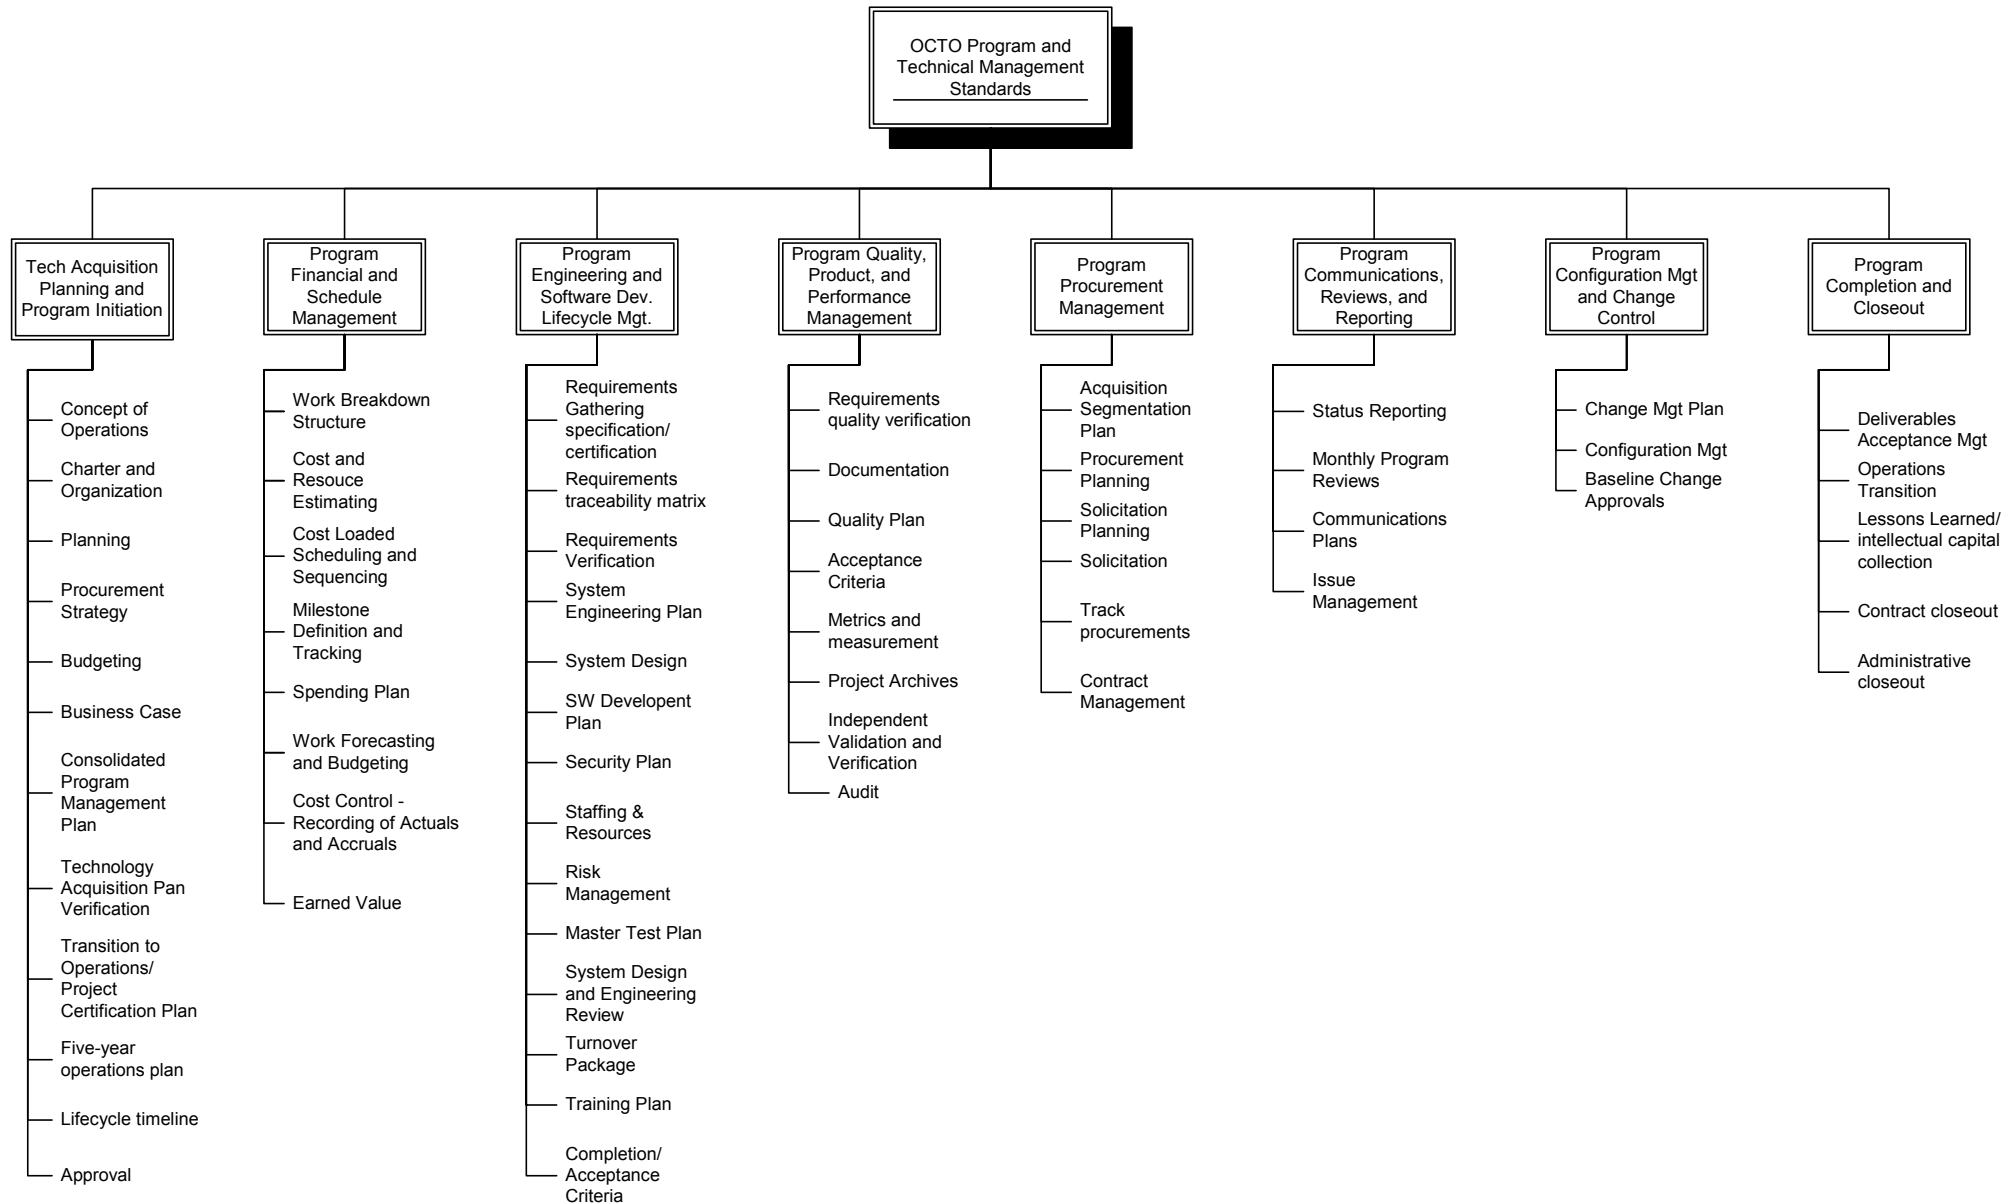 OCTO Program and
Technical Management
Standards
Tech Acquisition
Planning and
Program Initiation
Concept of
Operations
Charter and
Organization
Planning
Procurement
Strategy
Budgeting
Business Case
Consolidated
Program
Management
Plan
Technology
Acquisition Pan
Verification
Transition to
Operations/
Project
Certification Plan
Five-year
operations plan
Lifecycle timeline
Approval
Program
Financial and
Schedule
Management
Work Breakdown
Structure
Cost and
Resouce
Estimating
Cost Loaded
Scheduling and
Sequencing
Milestone
Definition and
Tracking
Spending Plan
Work Forecasting
and Budgeting
Cost Control -
Recording of Actuals
and Accruals
Earned Value
Program
Engineering and
Software Dev.
Lifecycle Mgt.
Requirements
Gathering
specification/
certification
Requirements
traceability matrix
Requirements
Verification
System
Engineering Plan
System Design
SW Developent
Plan
Security Plan
Staffing &
Resources
Risk
Management
Master Test Plan
System Design
and Engineering
Review
Turnover
Package
Training Plan
Completion/
Acceptance
Criteria
Program Quality,
Product, and
Performance
Management
Requirements
quality verification
Documentation
Quality Plan
Acceptance
Criteria
Metrics and
measurement
Project Archives
Independent
Validation and
Verification
Audit
Program
Procurement
Management
Acquisition
Segmentation
Plan
Procurement
Planning
Solicitation
Planning
Solicitation
Track
procurements
Contract
Management
Program
Communications,
Reviews, and
Reporting
Status Reporting
Monthly Program
Reviews
Communications
Plans
Issue
Management
Program
Configuration Mgt
and Change
Control
Change Mgt Plan
Configuration Mgt
Baseline Change
Approvals
Program
Completion and
Closeout
Deliverables
Acceptance Mgt
Operations
Transition
Lessons Learned/
intellectual capital
collection
Contract closeout
Administrative
closeout